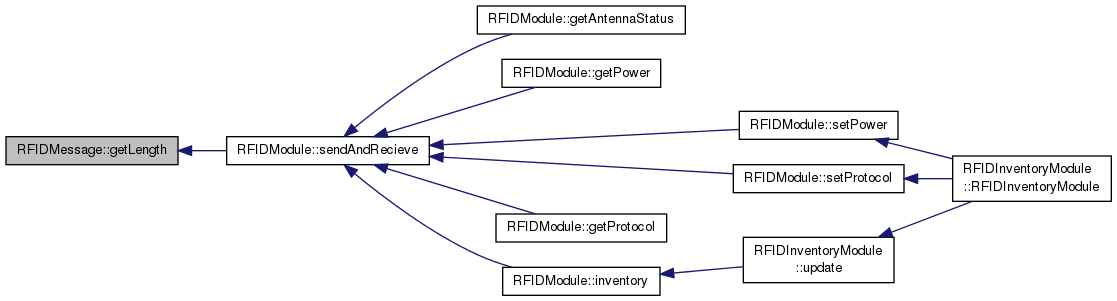 RFIDModule::getAntennaStatus
RFIDModule::getPower
RFIDModule::setPower
RFIDMessage::getLength
RFIDModule::sendAndRecieve
RFIDModule::setProtocol
RFIDInventoryModule
::RFIDInventoryModule
RFIDModule::getProtocol
RFIDInventoryModule
::update
RFIDModule::inventory